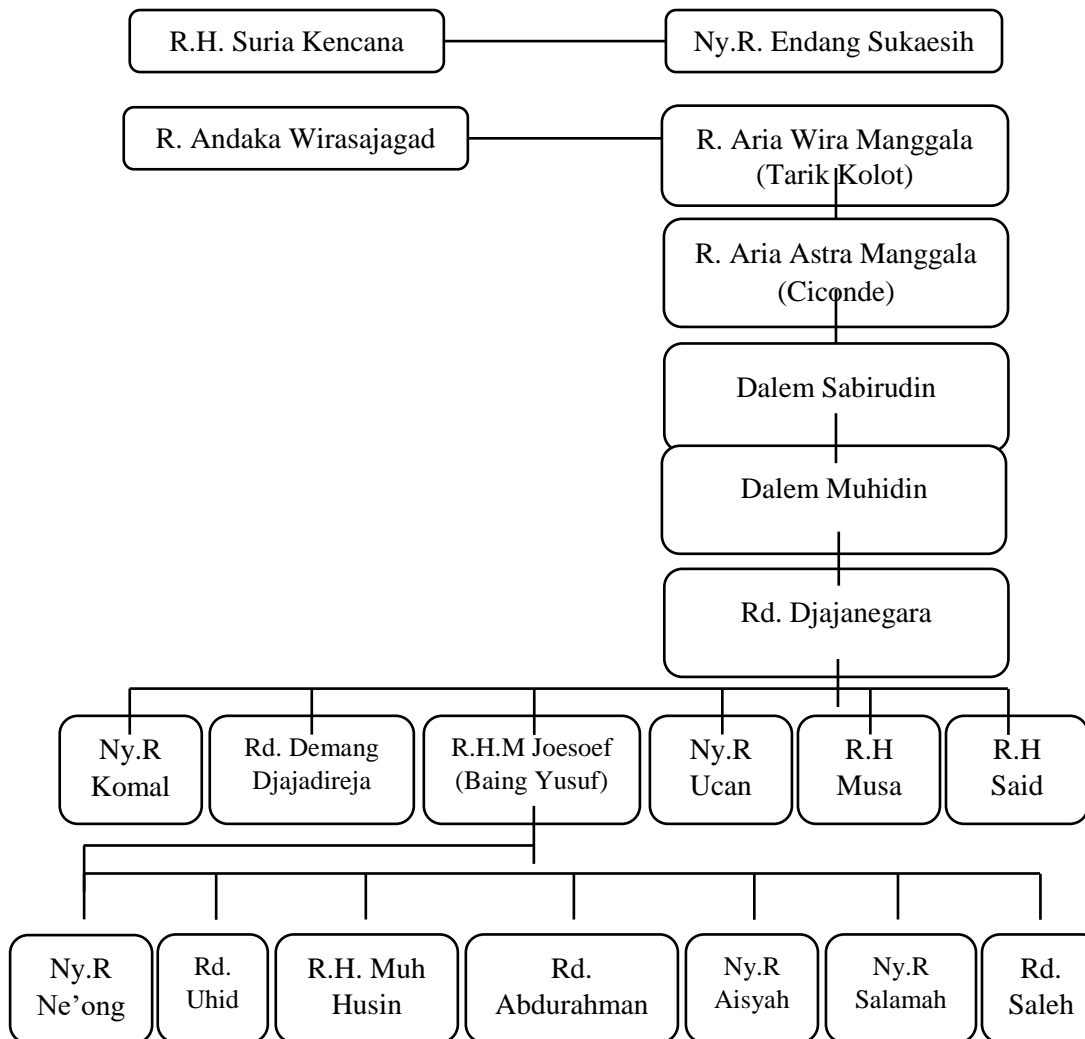 R.H. Suria Kencana
Ny.R. Endang Sukaesih
R. Andaka Wirasajagad
R. Aria Wira Manggala
(Tarik Kolot)
R. Aria Astra Manggala
(Ciconde)
Dalem Sabirudin
Dalem Muhidin
Rd. Djajanegara
Ny.R
Komal
Rd. Demang
Djajadireja
R.H.M Joesoef
(Baing Yusuf)
Ny.R
Ucan
R.H
Musa
R.H
Said
Ny.R
Ne’ong
Rd.
Uhid
R.H. Muh
Husin
Rd.
Abdurahman
Ny.R
Aisyah
Ny.R
Salamah
Rd.
Saleh